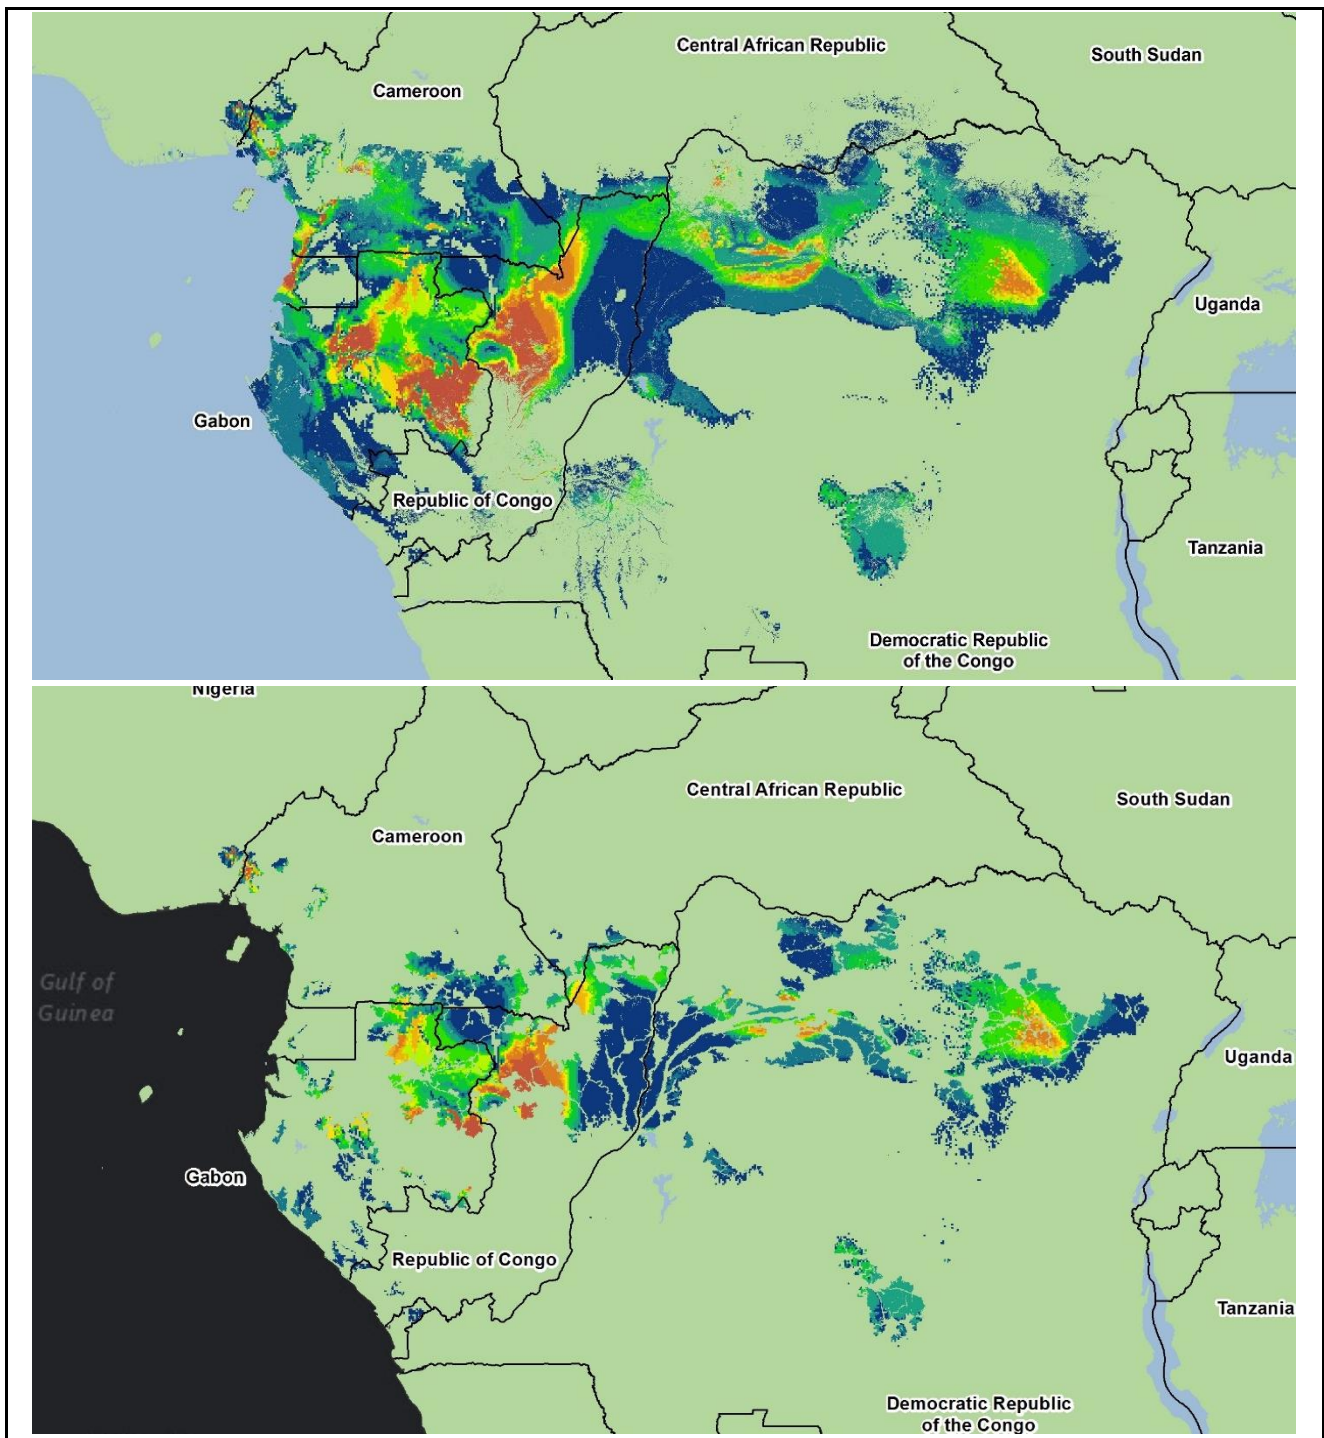 Central African Republic
South Sudan
Cameroon
Uganda
Gabon
Republic of Congo
Tanzania
Democratic Republic
of the Congo
Nigeria
Central African Republic
South Sudan
Cameroon
Gulf of
Guinea
Uganda
Gabon
Republic of Congo
Tanzania
Democratic Republic
of the Congo